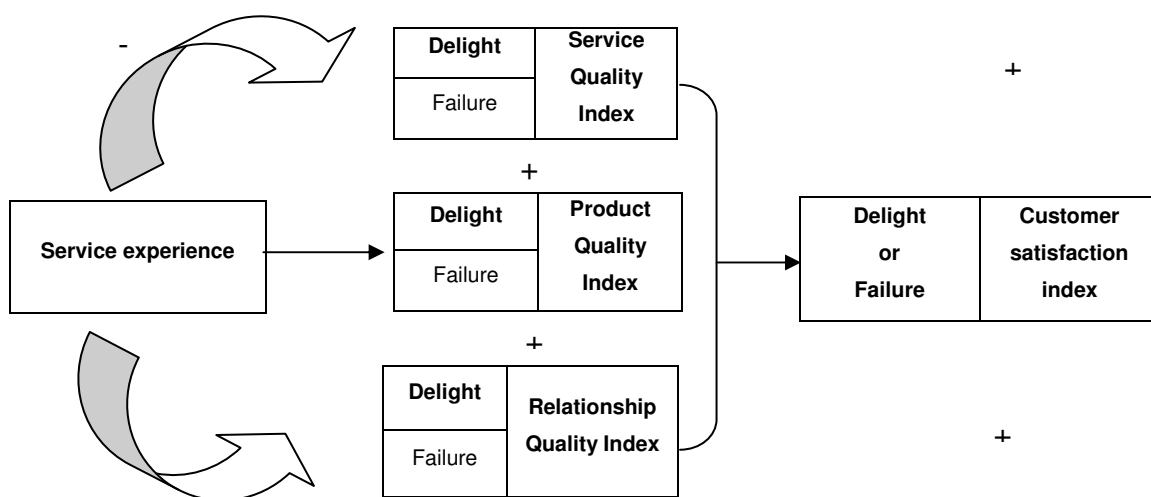 -
Delight
Failure
Service
Quality
Index
+
+
Service experience
Delight
Failure
Product
Quality
Index
Delight
or
Failure
Customer
satisfaction
index
+
Delight
Failure
Relationship
Quality Index
+